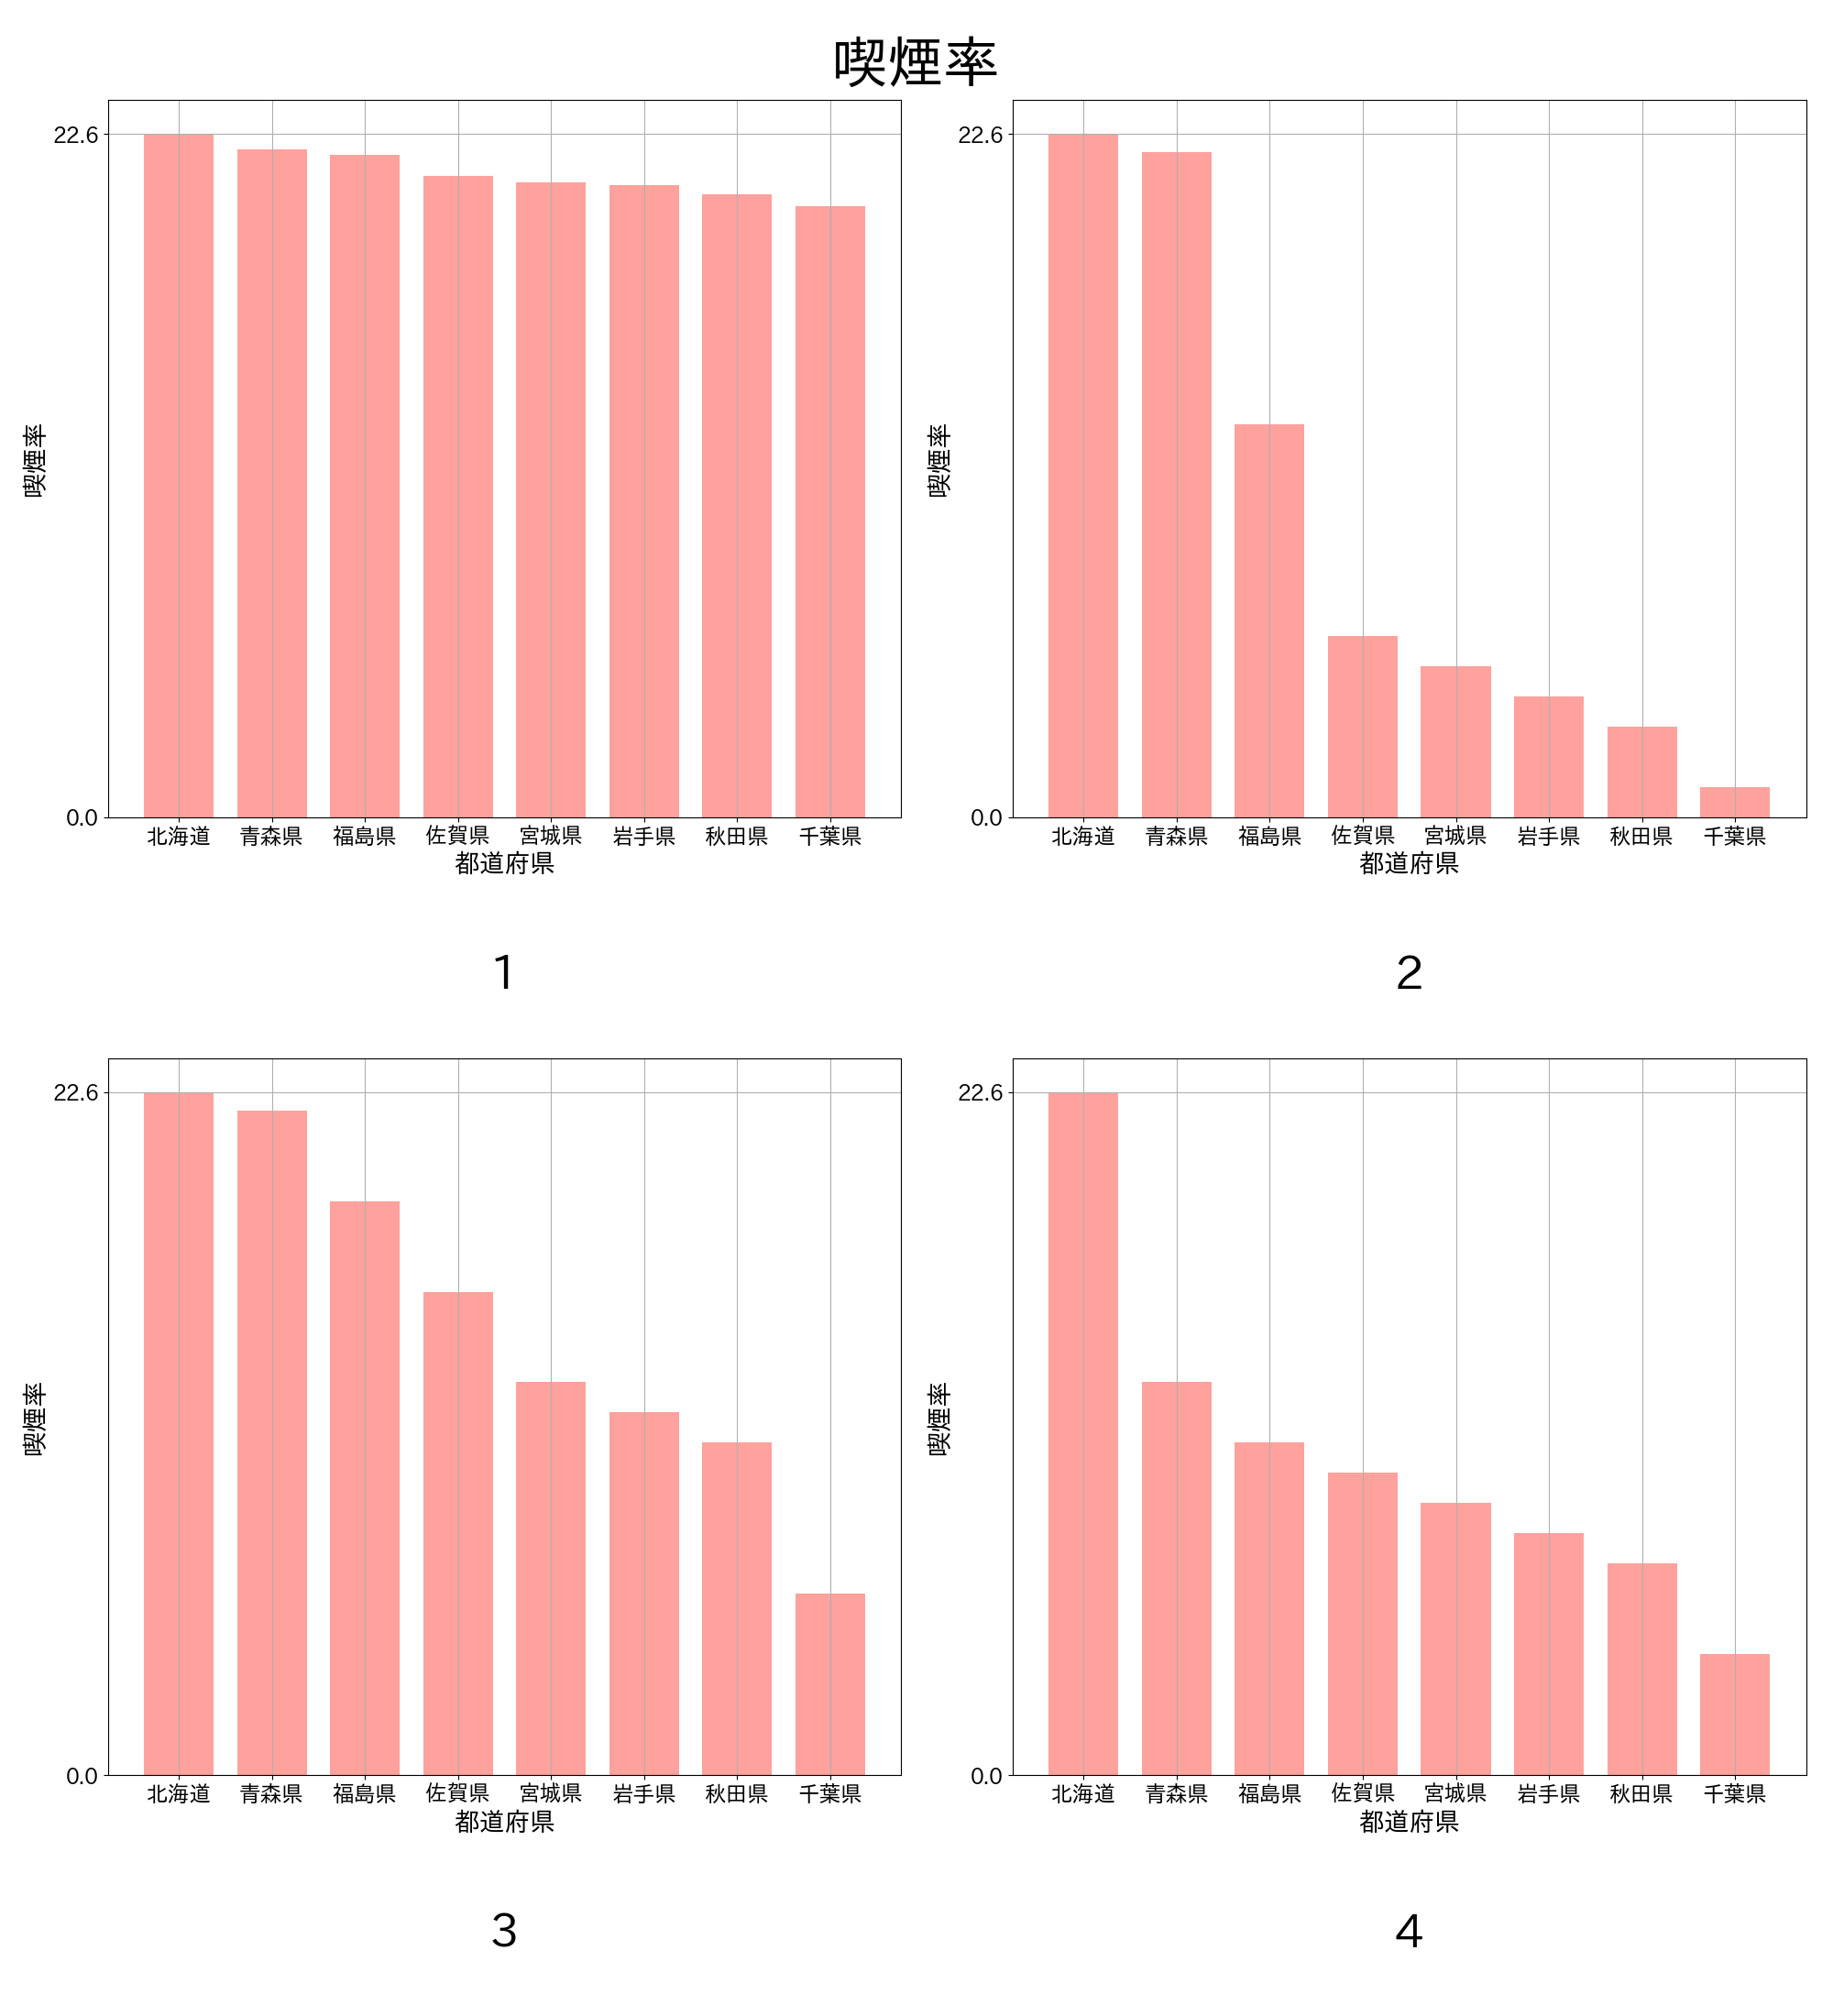 喫煙率
22.6
0.0
喫煙率
北海道 青森県 福島県 佐賀県 宮城県 岩手県 秋田県 千葉県
都道府県
1
22.6
0.0
喫煙率
北海道 青森県 福島県 佐賀県 宮城県 岩手県 秋田県 千葉県
都道府県
2
22.6
0.0
喫煙率
北海道 青森県 福島県 佐賀県 宮城県 岩手県 秋田県 千葉県
都道府県
3
22.6
0.0
喫煙率
北海道 青森県 福島県 佐賀県 宮城県 岩手県 秋田県 千葉県
都道府県
4